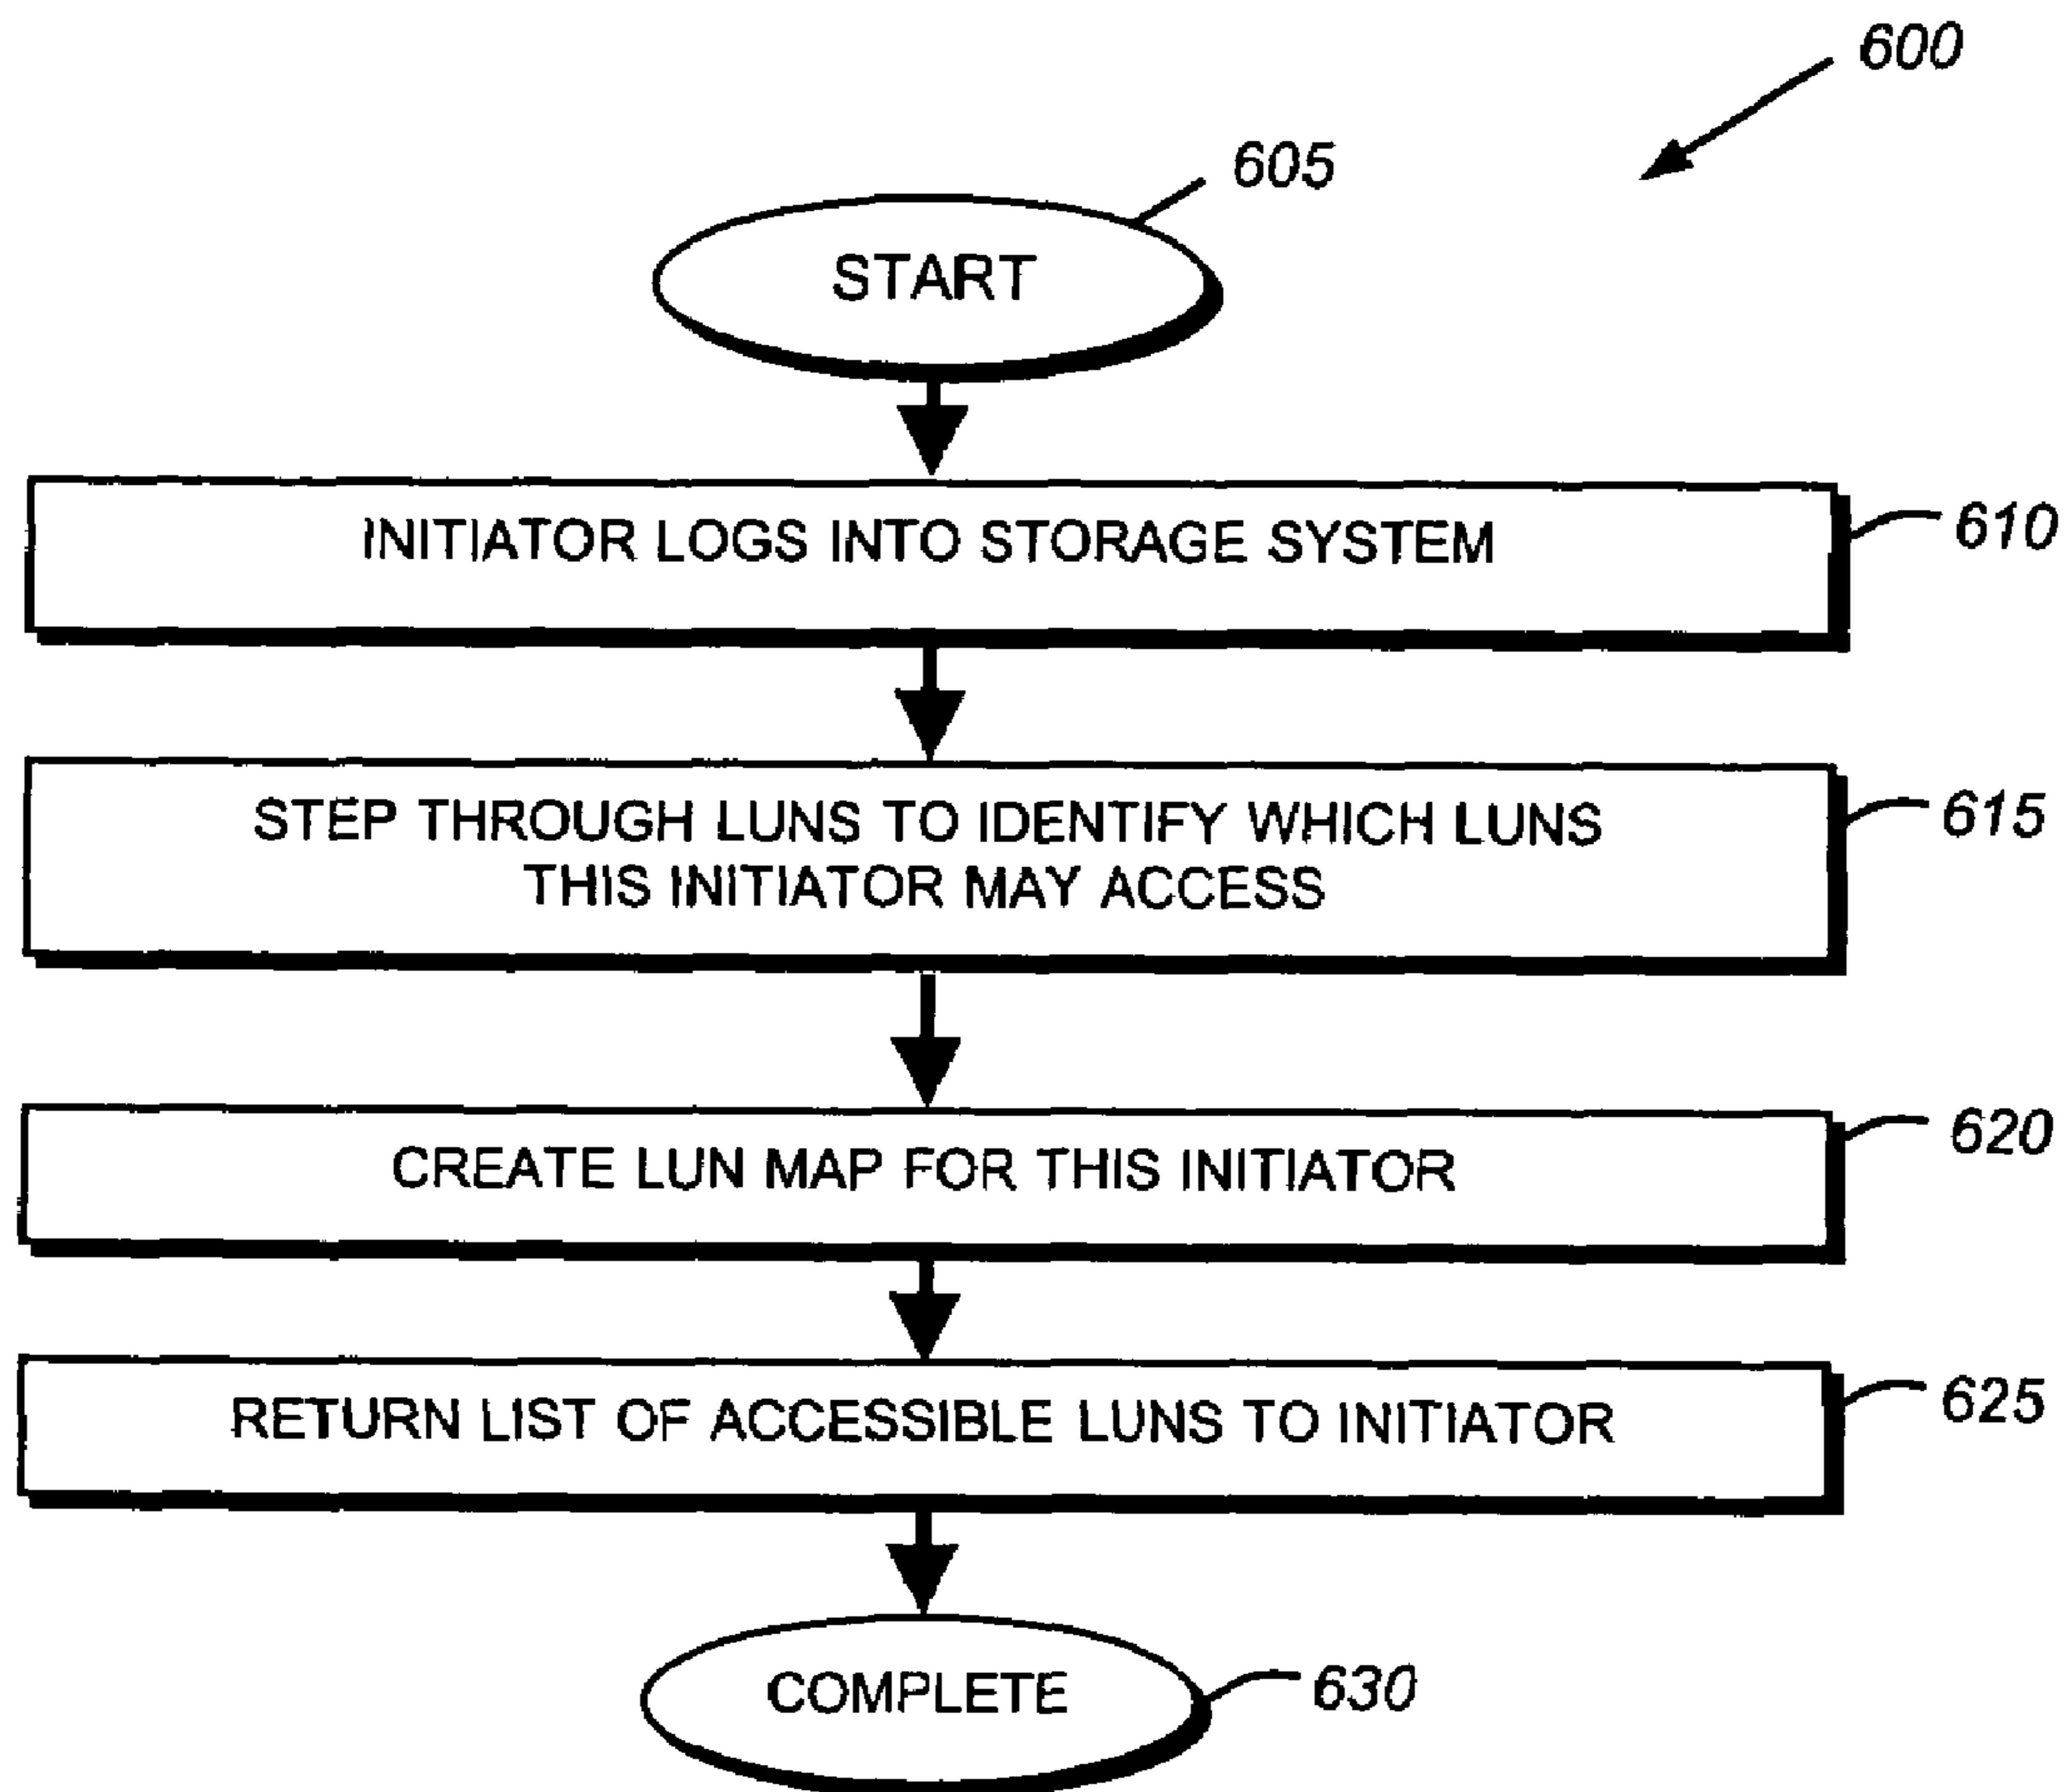 600
605
START
INITIATOR LOGS INTO STORAGE SYSTEM
610
STEP THROUGH LUNS TO IDENTIFY WHICH LUNS
THIS INITIATOR MAY ACCESS
615
CREATE LUN MAP FOR THIS INITIATOR
620
RETURN LIST OF ACCESSIBLE LUNS TO INITIATOR
625
COMPLETE
630